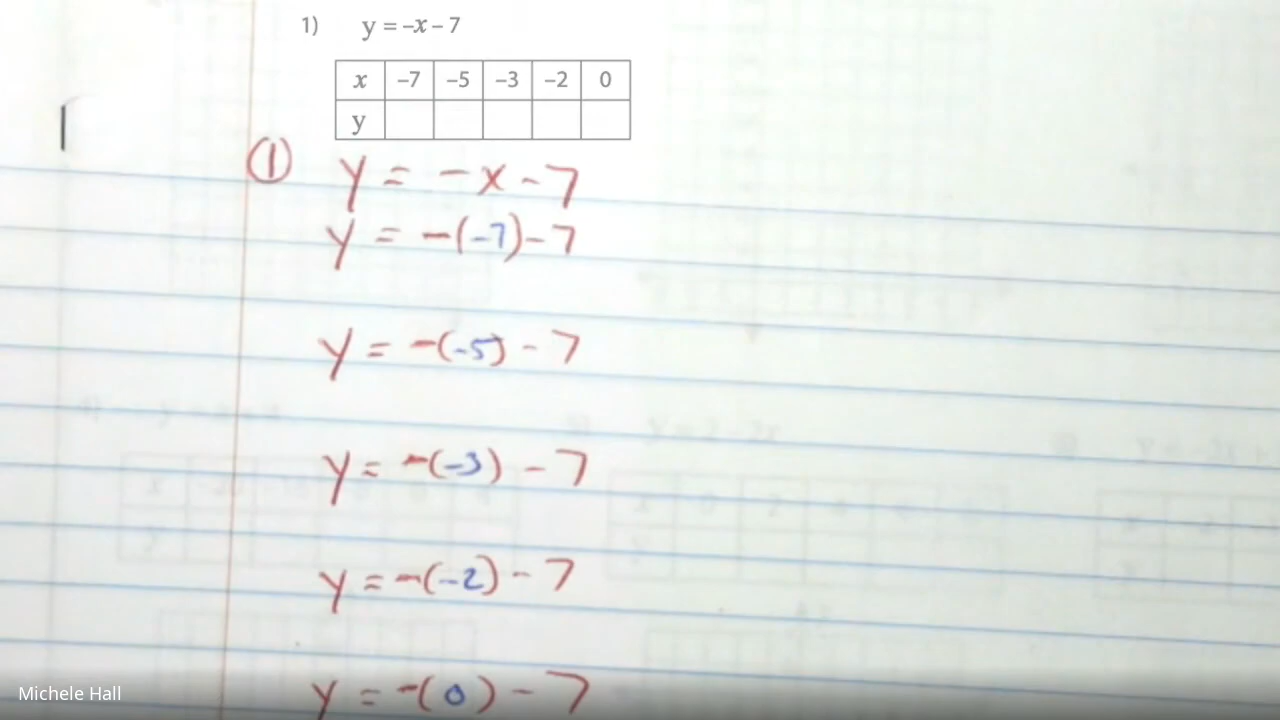 1) y = –x – 7
x –7 –5 –3 –2 0
y
① y = -x - 7
y = -(-7) - 7
y = -(-5) - 7
y = -(-3) - 7
y = -(-2) - 7
y = -(0) - 7
Michele Hall